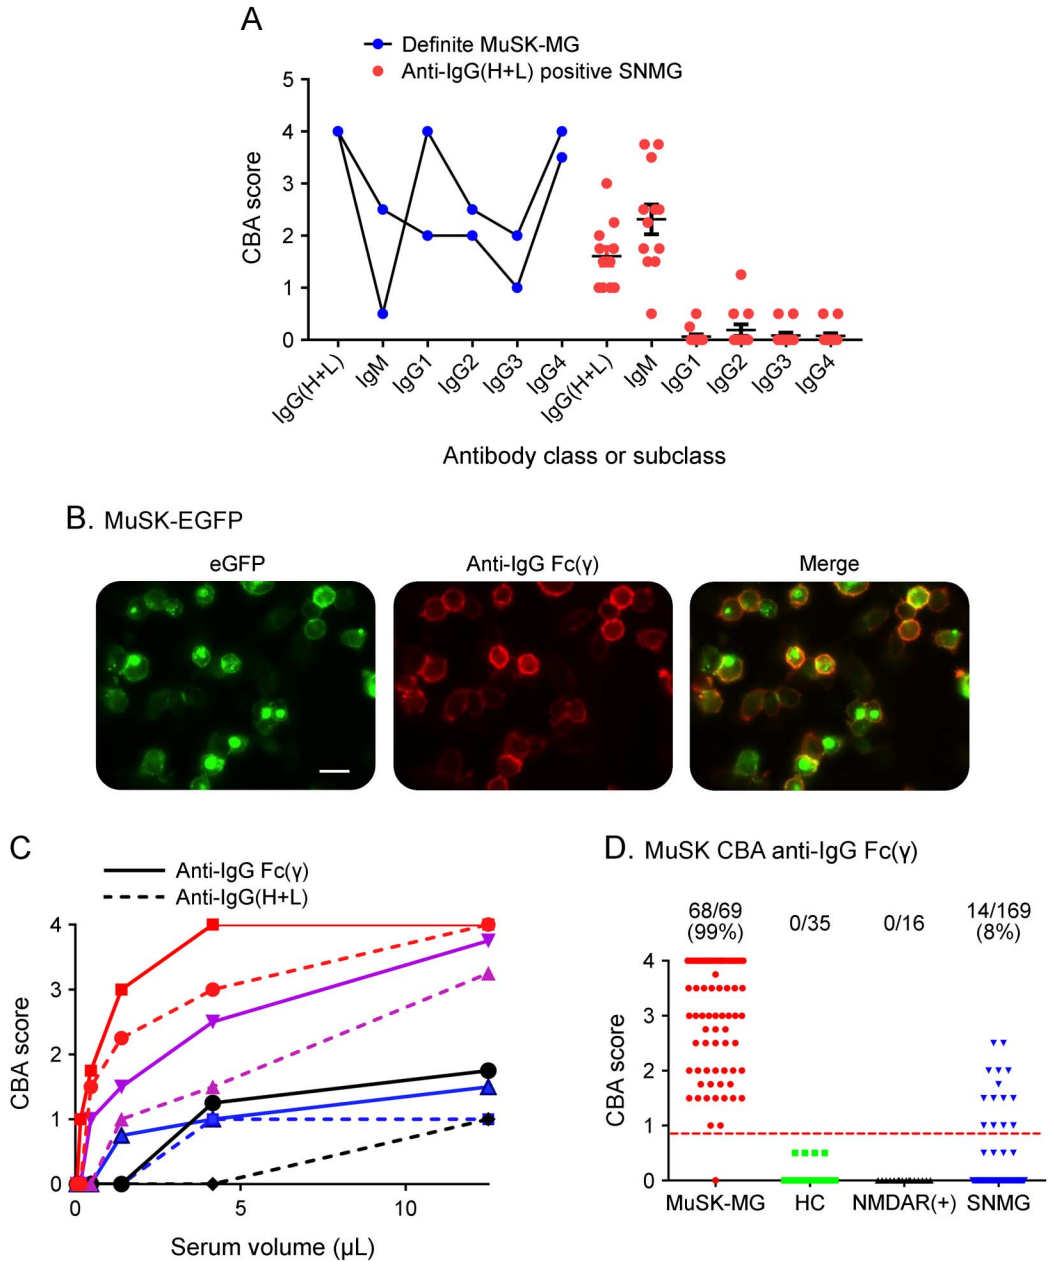 A
Definite MuSK-MG
Anti-IgG(H+L) positive SNMG
5
4
3
2
1
0
CBA score
IgG(H+L)
IgM
IgG1
IgG2
IgG3
IgG4
IgG(H+L)
IgM
IgG1
IgG2
IgG3
IgG4
Antibody class or subclass
B. MuSK-EGFP
eGFP
Anti-IgG Fc(γ)
Merge
C
Anti-IgG Fc(γ)
Anti-IgG(H+L)
4
3
2
1
0
CBA score
0
5
10
Serum volume (µL)
D. MuSK CBA anti-IgG Fc(γ)
68/69
(99%)
0/35
0/16
14/169
(8%)
4
3
2
1
0
CBA score
MuSK-MG
HC
NMDAR(+)
SNMG